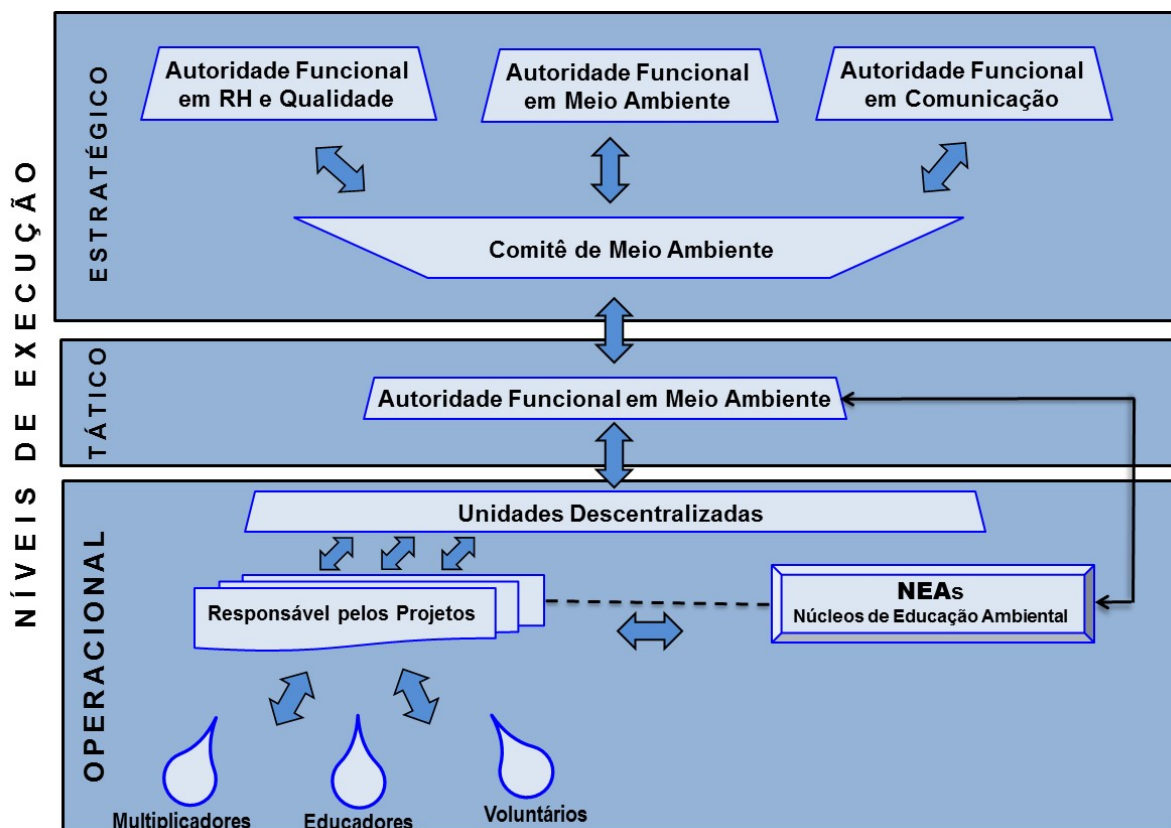 NÍVEIS DE EXECUÇÃO
ESTRATÉGICO
Autoridade Funcional
em RH e Qualidade
Autoridade Funcional
em Meio Ambiente
Autoridade Funcional
em Comunicação
Comitê de Meio Ambiente
TÁTICO
Autoridade Funcional em Meio Ambiente
OPERACIONAL
Unidades Descentralizadas
Responsável pelos Projetos
NEAs
Núcleos de Educação Ambiental
Multiplicadores
Educadores
Voluntários